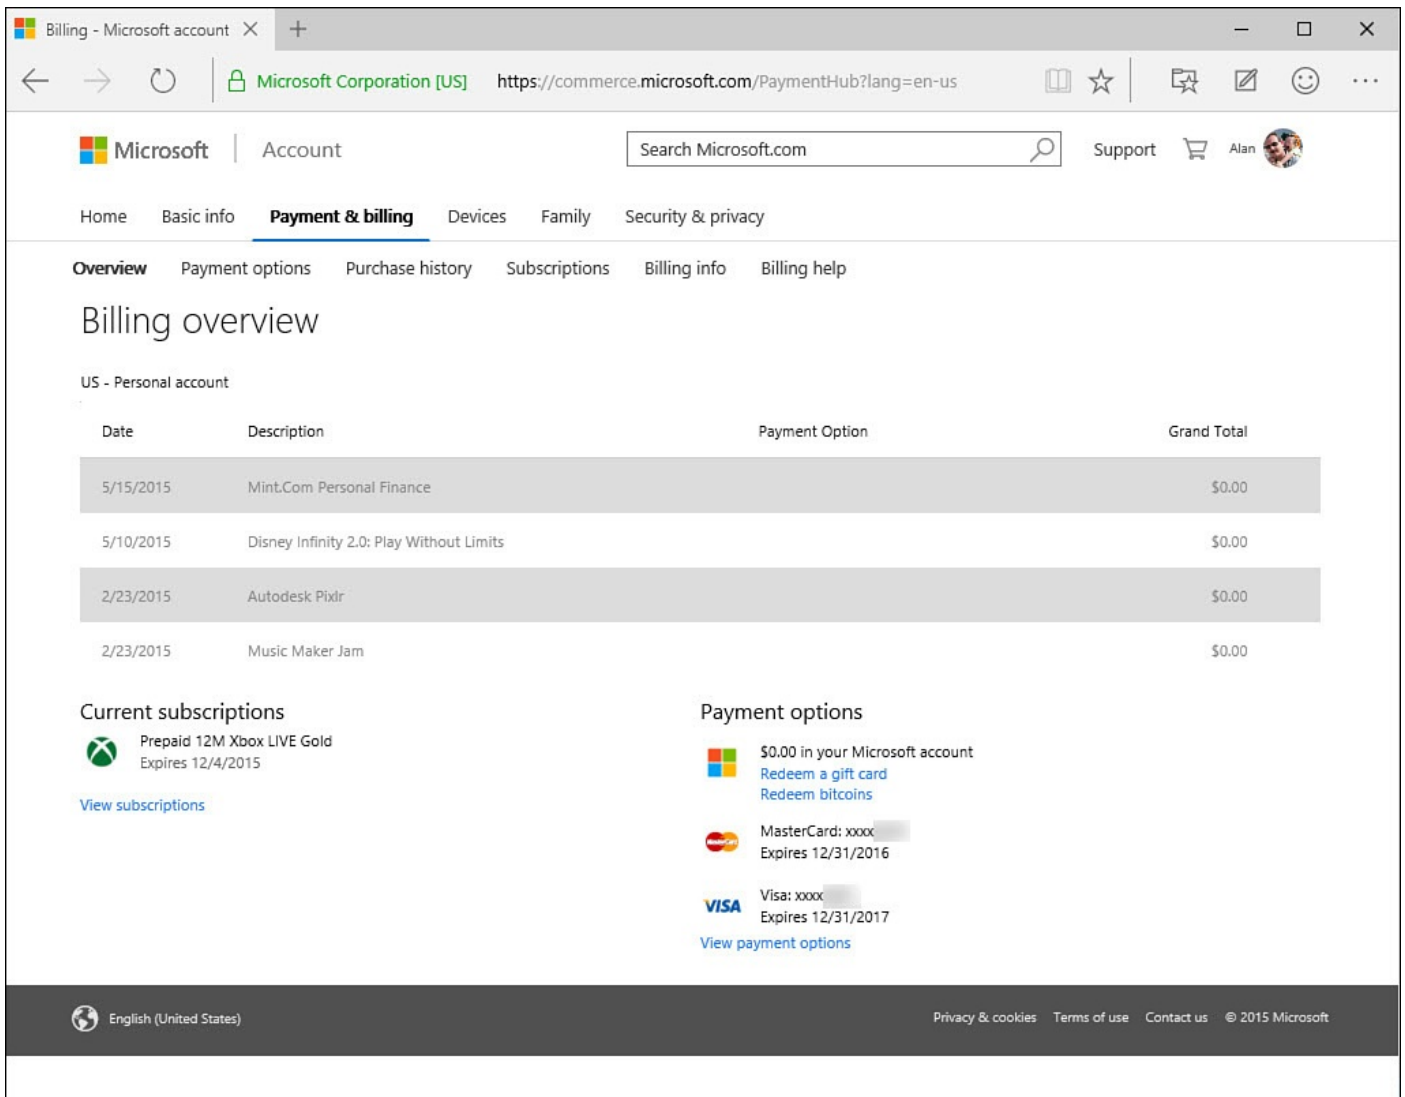 Billing - Microsoft account
Microsoft Corporation [US] https://commerce.microsoft.com/PaymentHub?lang=en-us
Microsoft Account Search Microsoft.com Support Alan
Home Basic info Payment & billing Devices Family Security & privacy
Overview Payment options Purchase history Subscriptions Billing info Billing help
Billing overview
US - Personal account
Date Description Payment Option Grand Total
5/15/2015 Mint.Com Personal Finance $0.00
5/10/2015 Disney Infinity 2.0: Play Without Limits $0.00
2/23/2015 Autodesk Pixlr $0.00
2/23/2015 Music Maker Jam $0.00
Current subscriptions
Prepaid 12M Xbox LIVE Gold
Expires 12/4/2015
View subscriptions
Payment options
$0.00 in your Microsoft account
Redeem a gift card
Redeem bitcoins
MasterCard
MasterCard: xxxx
Expires 12/31/2016
VISA
Visa: xxxx
Expires 12/31/2017
View payment options
English (United States) Privacy & cookies Terms of use Contact us © 2015 Microsoft